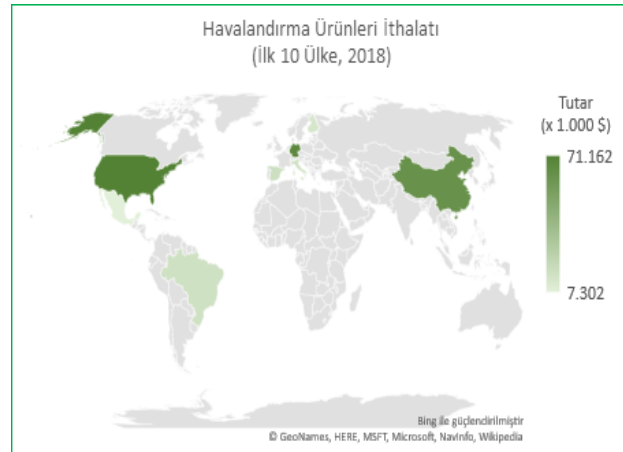 Havalandırma Ürünleri İthalatı
(İlk 10 Ülke, 2018)
Tutar
(x 1.000 $)
71.162
7.302
Bing ile güçlendirilmiştir
© GeoNames, HERE, MSFT, Microsoft, NavInfo, Wikipedia